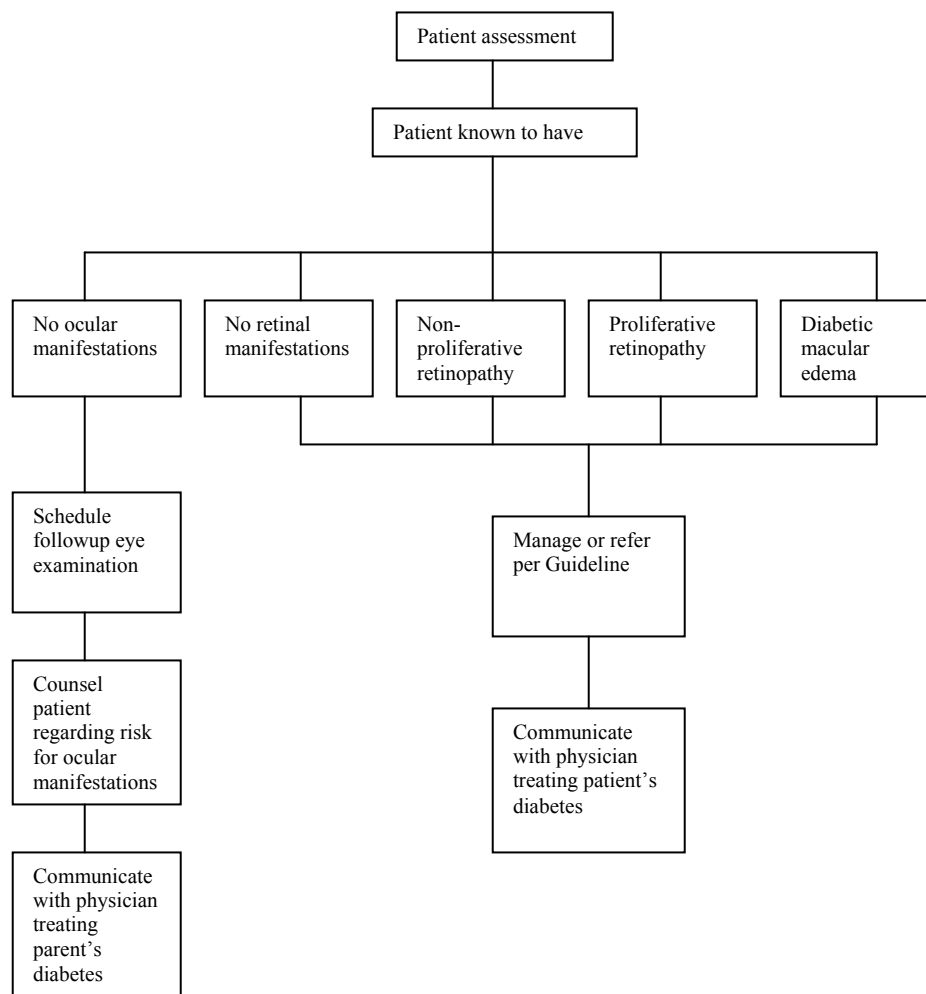 Patient assessment
Patient known to have
No ocular
manifestations
No retinal
manifestations
Non-
proliferative
retinopathy
Proliferative
retinopathy
Diabetic
macular
edema
Schedule
followup eye
examination
Manage or refer
per Guideline
Counsel
patient
regarding risk
for ocular
manifestations
Communicate
with physician
treating patient’s
diabetes
Communicate
with physician
treating
parent’s
diabetes